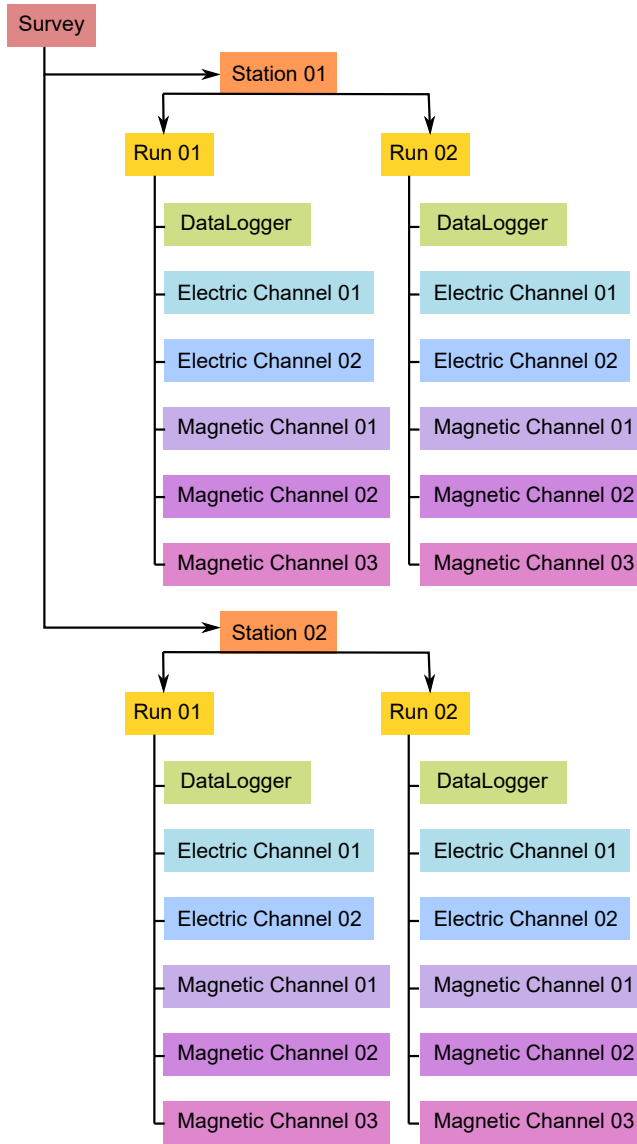 Survey
Station 01
Run 01
DataLogger
Electric Channel 01
Electric Channel 02
Magnetic Channel 01
Magnetic Channel 02
Magnetic Channel 03
Run 02
DataLogger
Electric Channel 01
Electric Channel 02
Magnetic Channel 01
Magnetic Channel 02
Magnetic Channel 03
Station 02
Run 01
DataLogger
Electric Channel 01
Electric Channel 02
Magnetic Channel 01
Magnetic Channel 02
Magnetic Channel 03
Run 02
DataLogger
Electric Channel 01
Electric Channel 02
Magnetic Channel 01
Magnetic Channel 02
Magnetic Channel 03